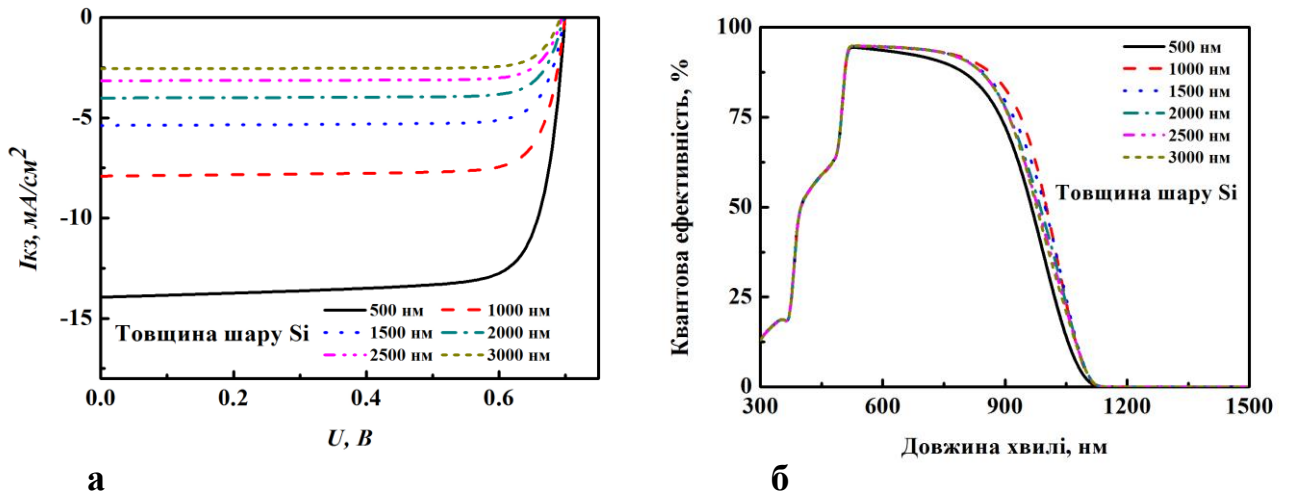 0
-5
-10
-15
Iкз, мА/см²
500 нм 1000 нм
1500 нм 2000 нм
2500 нм 3000 нм
Товщина шару Si
0.0 0.2 0.4 0.6
U, В
а
100
75
50
25
0
Квантова ефективність, %
500 нм
1000 нм
1500 нм
2000 нм
2500 нм
3000 нм
Товщина шару Si
300 600 900 1200 1500
Довжина хвилі, нм
б